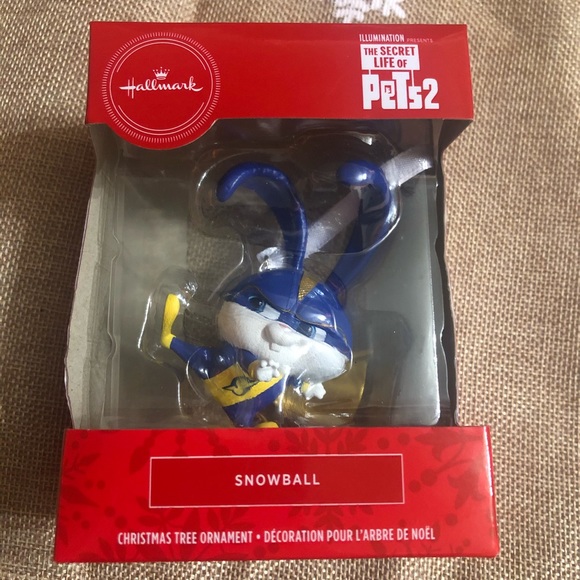 Hallmark
ILLUMINATION PRESENTS
THE SECRET
LIFE OF
PETS2
SNOWBALL
CHRISTMAS TREE ORNAMENT • DÉCORATION POUR L'ARBRE DE NOËL